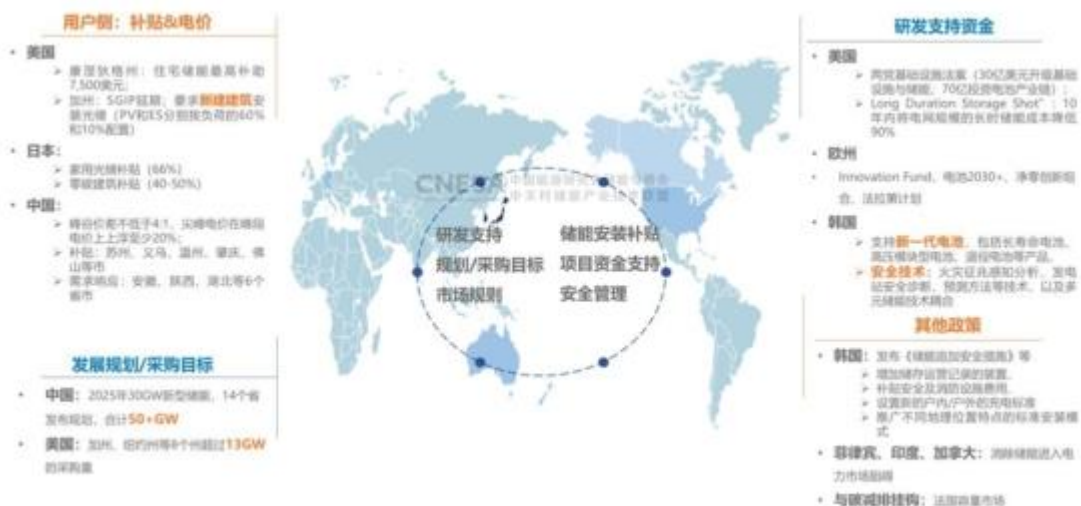 用户侧：补贴&电价
• 美国
➢ 康涅狄格州：住宅储能最高补助
7,500美元；
➢ 加州：SGIP延期；要求新建建筑安
装光储（PV和ES分别按负荷的60%
和10%配置）
• 日本：
➢ 家用光储补贴（66%）
➢ 零碳建筑补贴（40-50%）
• 中国：
➢ 峰谷价差不低于4:1，尖峰电价在峰段
电价上上浮至少20%；
➢ 补贴：苏州、义乌、温州、肇庆、佛
山等市
➢ 需求响应：安徽、陕西、湖北等6个
省市
发展规划/采购目标
• 中国：2025年30GW新型储能，14个省
发布规划，合计50+GW
• 美国：加州、纽约州等8个州超过13GW
的采购量
CNESA
中关村储能产业技术联盟
研发支持
规划/采购目标
市场规则
储能安装补贴
项目资金支持
安全管理
研发支持资金
• 美国
➢ 两党基础设施法案（30亿美元升级基础
设施与储能，70亿投资电池产业链）；
➢ Long Duration Storage Shot"：10
年内将电网规模的长时储能成本降低
90%
• 欧州
• Innovation Fund、电池2030+、净零创新组
合、法拉第计划
• 韩国
➢ 支持新一代电池，包括长寿命电池、
高压模块型电池、退役电池等产品。
➢ 安全技术：火灾征兆感知分析、发电
站安全诊断、预测方法等技术，以及多
元储能技术耦合
其他政策
• 韩国：发布《储能追加安全措施》等
➢ 增加储存运营记录的装置、
➢ 补贴安全及消防设施费用、
➢ 设置新的户内/户外的充电标准
➢ 推广不同地理位置特点的标准安装模
式
• 菲律宾、印度、加拿大：消除储能进入电
力市场阻碍
• 与碳减排挂钩：法国容量市场